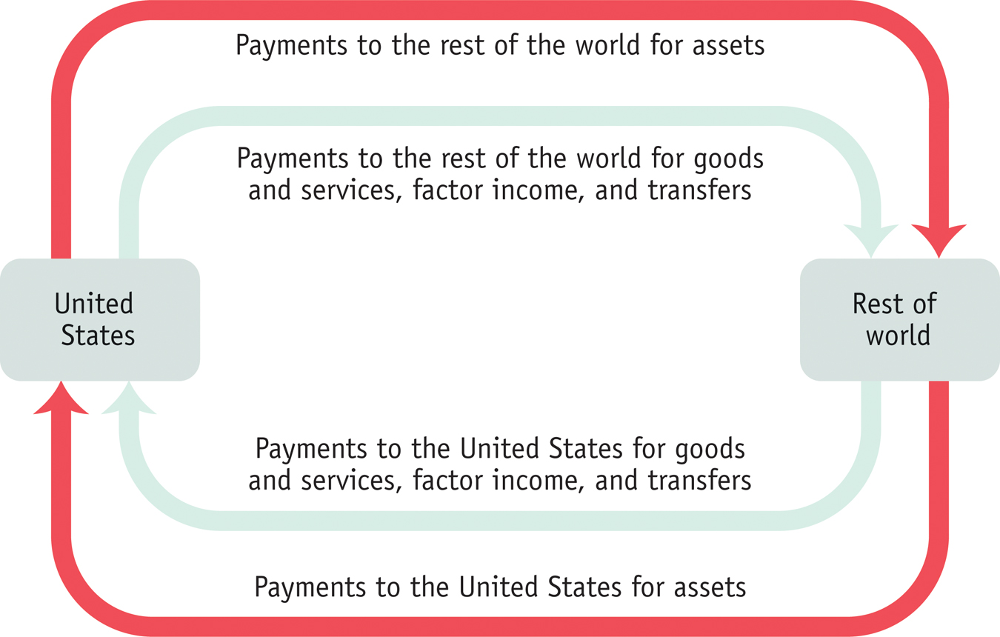 Payments to the rest of the world for assets
Payments to the rest of the world for goods
and services, factor income, and transfers
United
States
Rest of
world
Payments to the United States for goods
and services, factor income, and transfers
Payments to the United States for assets